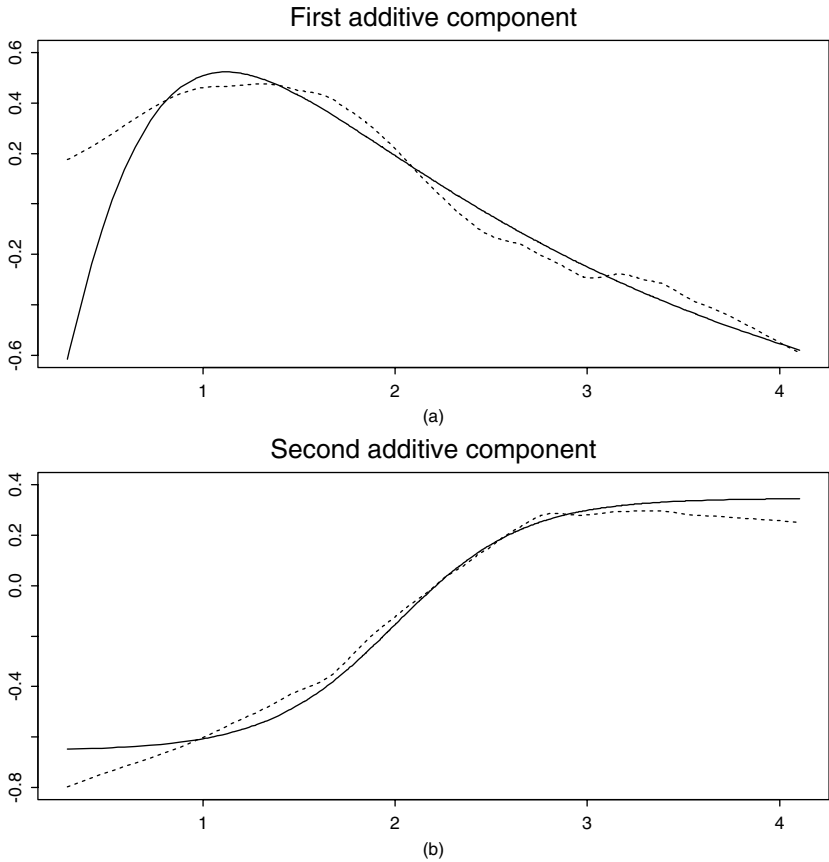 First additive component
0.6
0.4
0.2
-0.2
-0.6
1 2 3 4
(a)
Second additive component
0.4
0.2
0.0
-0.4
-0.8
1 2 3 4
(b)